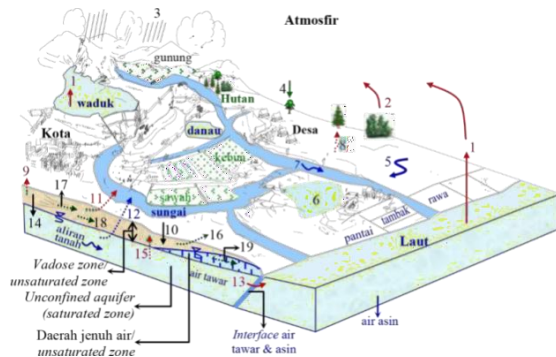 3
Atmosfir
gunung
1
waduk
4
Hutan
2
Kota
danau
Desa
8
1
kebun
7
5
9
17
11
sawah
6
rawa
sungai
tambak
12
10
16
pantai
14
18
19
Laut
aliran
tanah
15
air tawar
13
Vadose zone/
unsaturated zone
Unconfined aquifer
(saturated zone)
Daerah jenuh air/
unsaturated zone
Interface air
tawar & asin
air asin